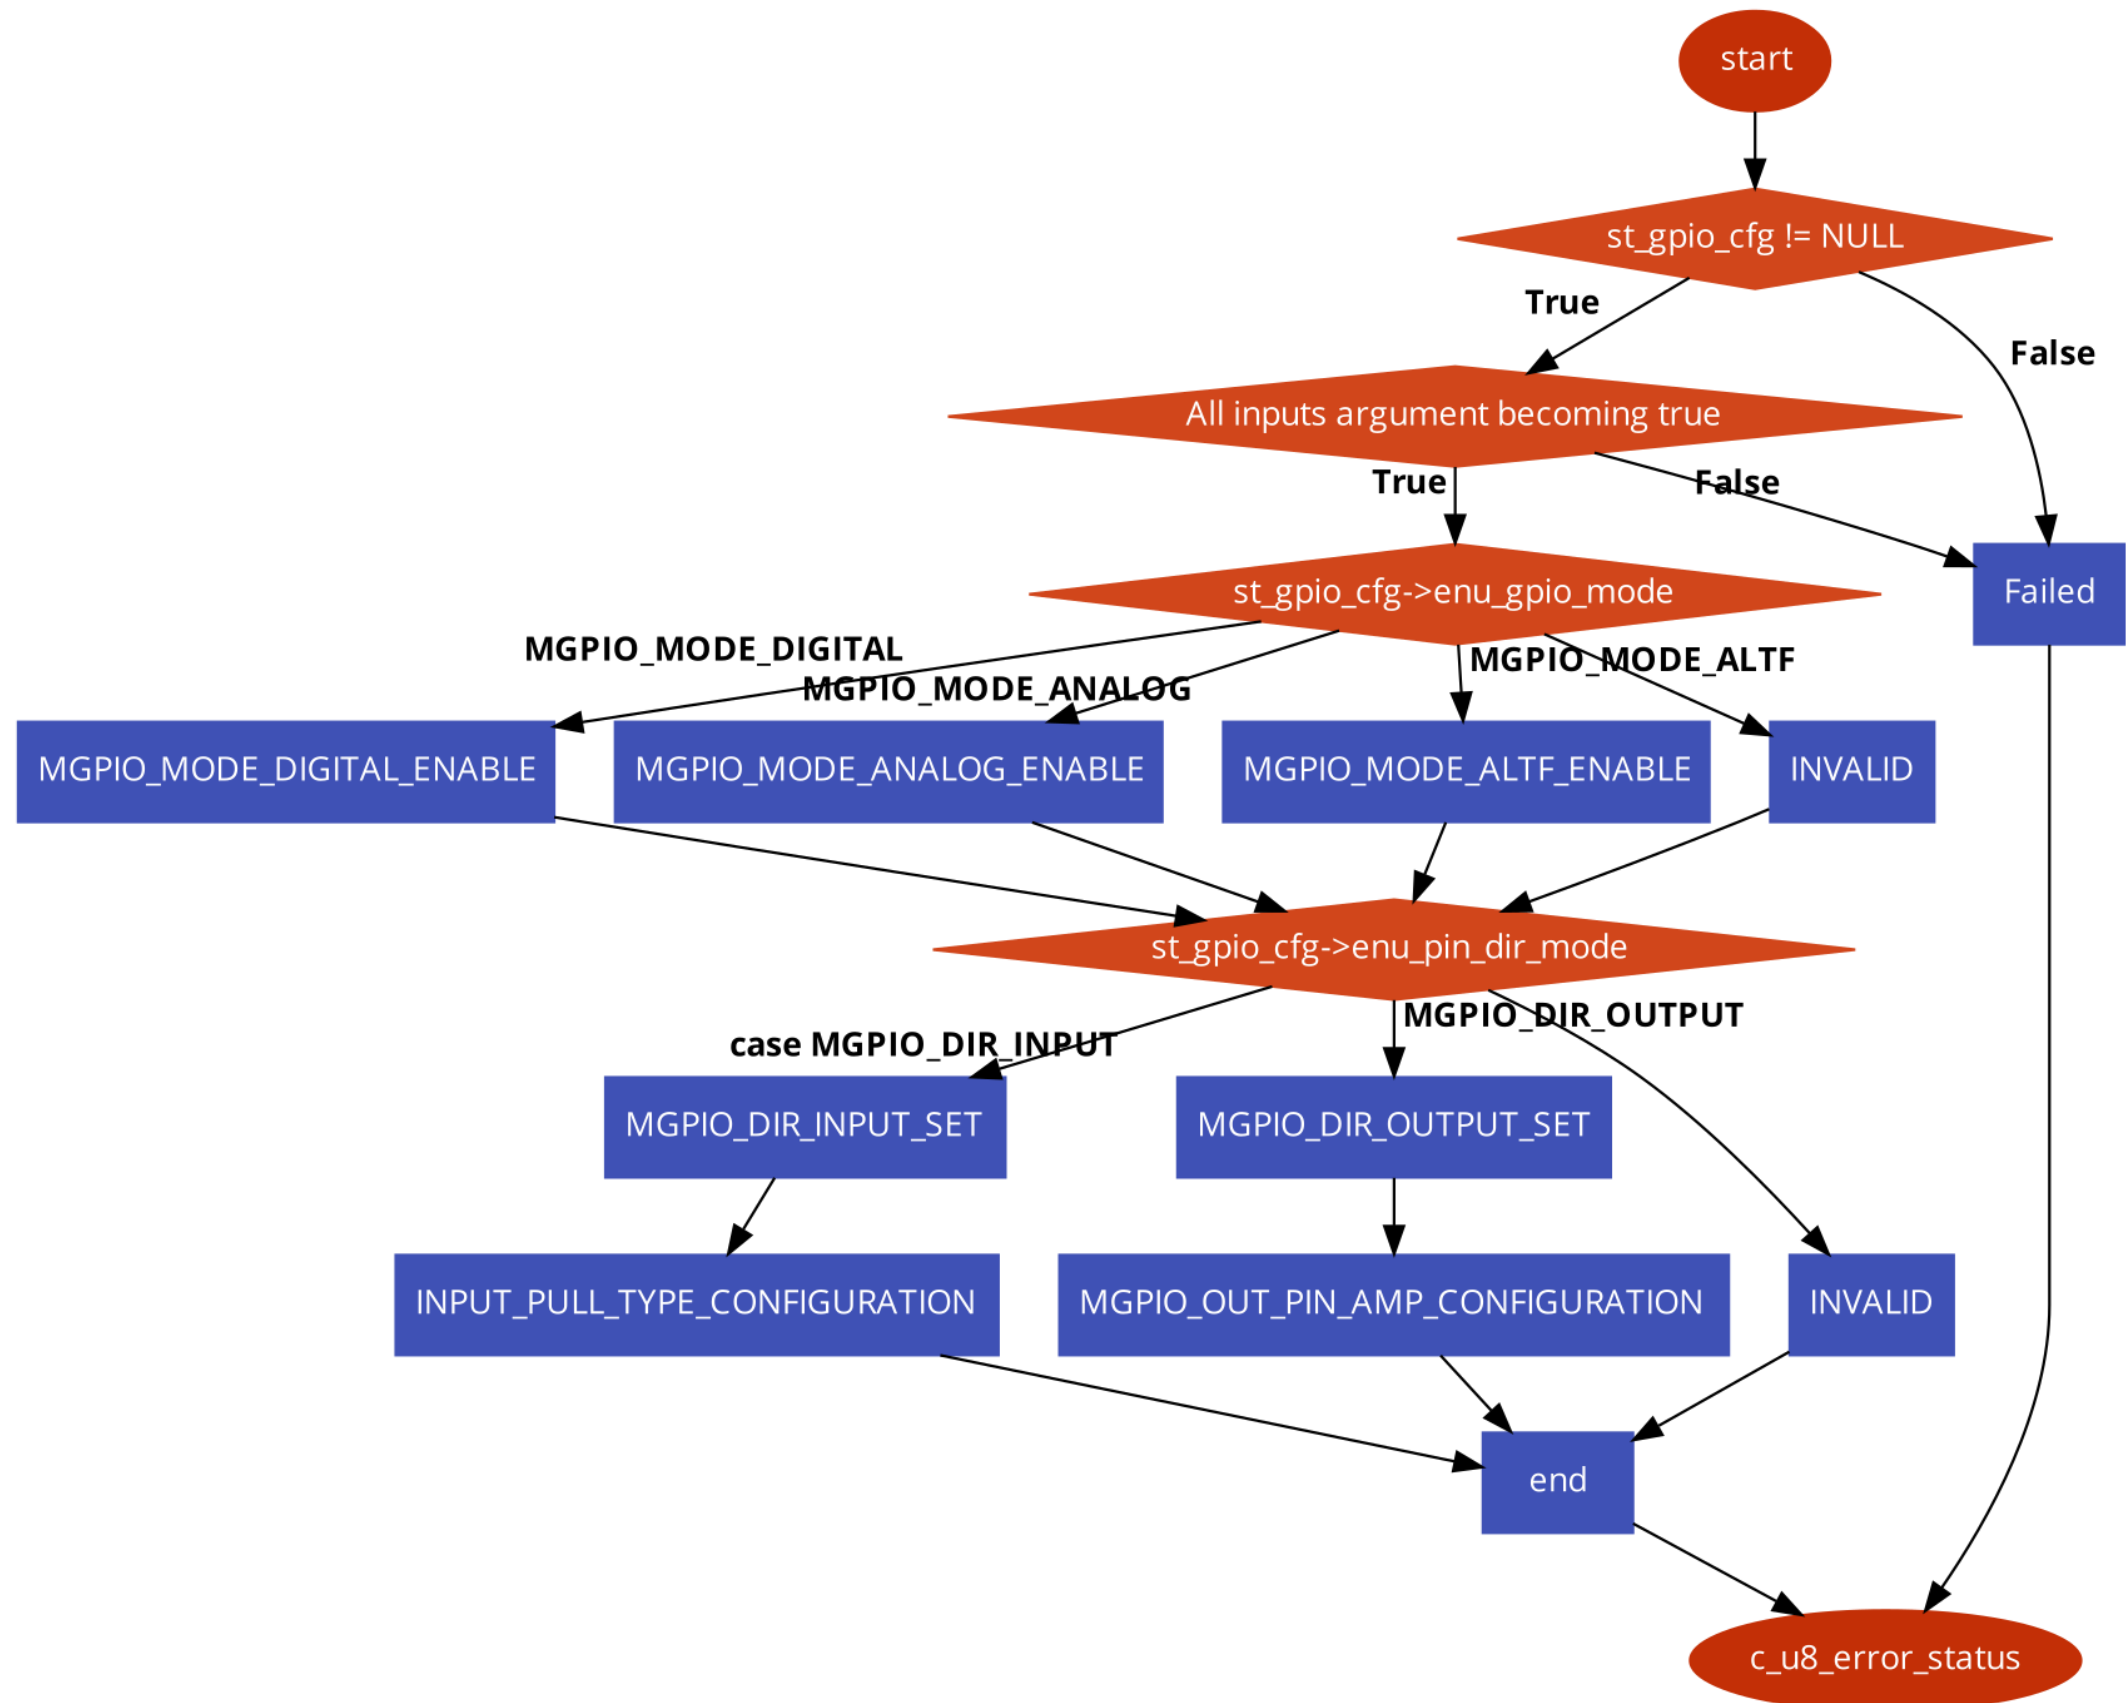 start
st_gpio_cfg != NULL
True
False
All inputs argument becoming true
True
False
st_gpio_cfg->enu_gpio_mode
Failed
MGPIO_MODE_DIGITAL
MGPIO_MODE_ANALOG
MGPIO_MODE_ALTF
MGPIO_MODE_DIGITAL_ENABLE
MGPIO_MODE_ANALOG_ENABLE
MGPIO_MODE_ALTF_ENABLE
INVALID
st_gpio_cfg->enu_pin_dir_mode
case MGPIO_DIR_INPUT
MGPIO_DIR_OUTPUT
MGPIO_DIR_INPUT_SET
MGPIO_DIR_OUTPUT_SET
INPUT_PULL_TYPE_CONFIGURATION
MGPIO_OUT_PIN_AMP_CONFIGURATION
INVALID
end
c_u8_error_status